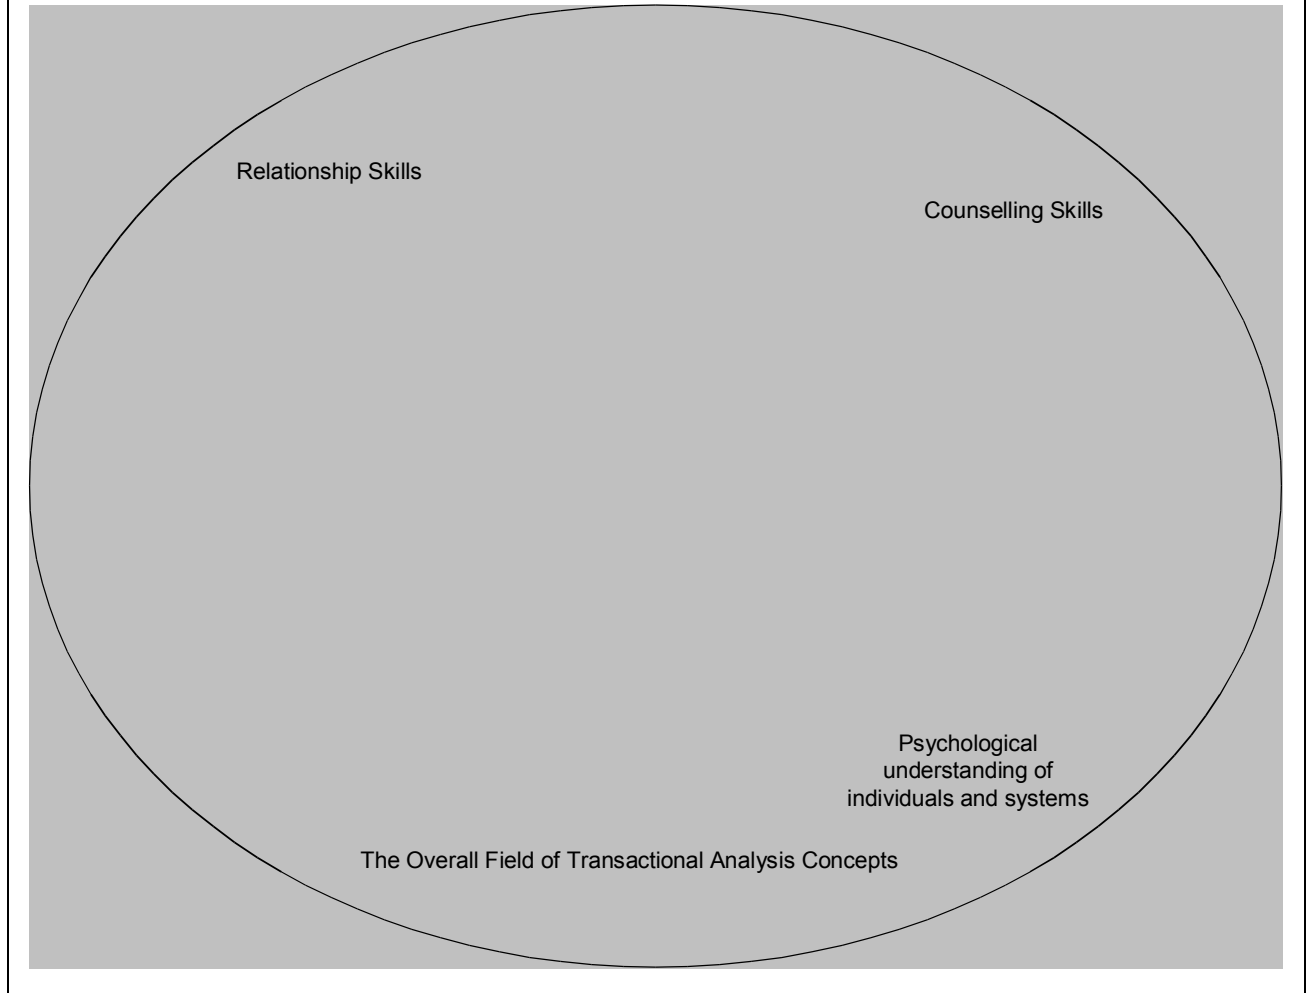 Relationship Skills
Counselling Skills
Psychological
understanding of
individuals and systems
The Overall Field of Transactional Analysis Concepts